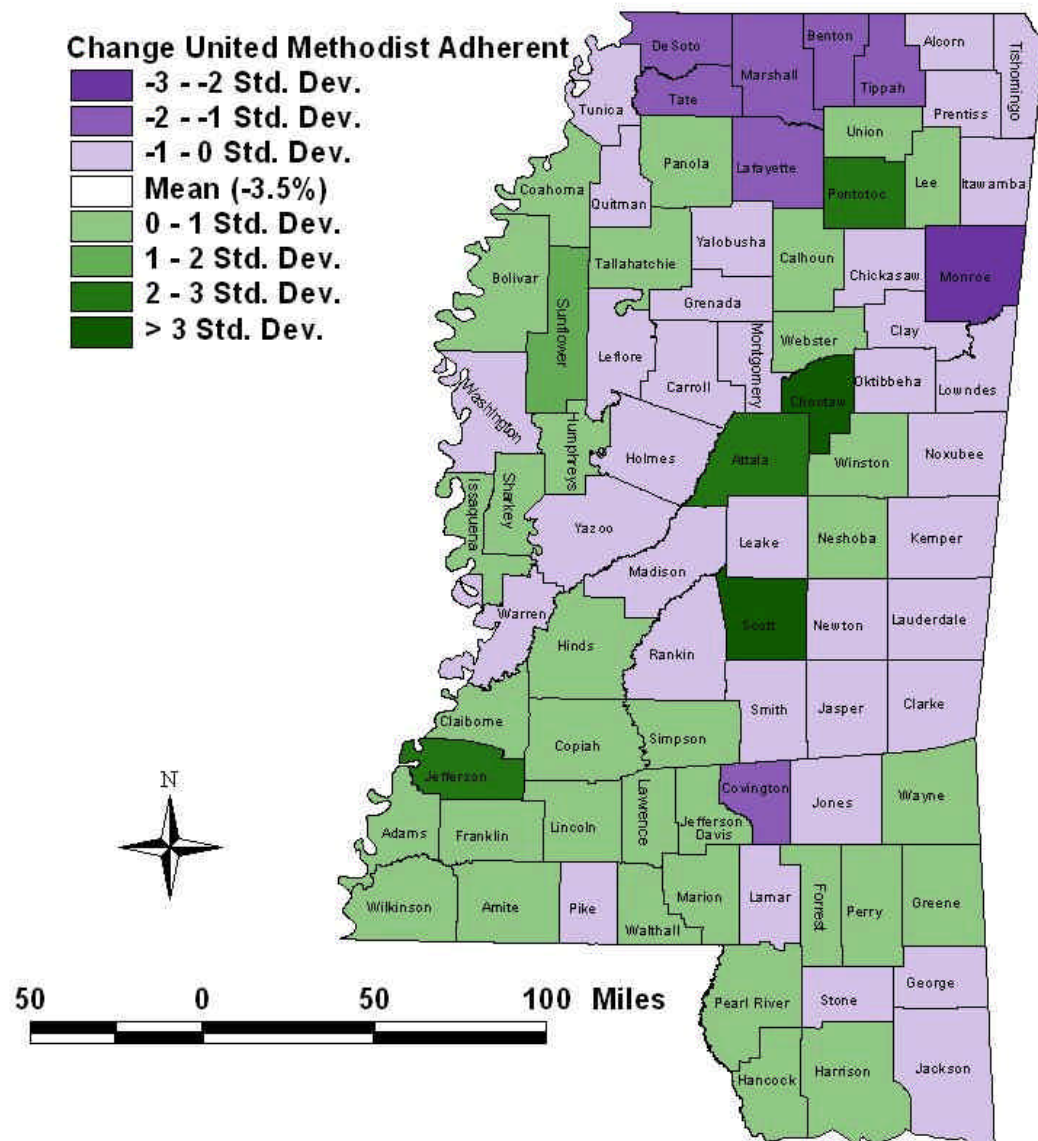 Change United Methodist Adherent
-3 - -2 Std. Dev.
-2 - -1 Std. Dev.
-1 - 0 Std. Dev.
Mean (-3.5%)
0 - 1 Std. Dev.
1 - 2 Std. Dev.
2 - 3 Std. Dev.
> 3 Std. Dev.
DeSoto
Marshall
Benton
Tippah
Alcorn
Tishomingo
Tunica
Tate
Prentiss
Union
Panola
Lafayette
Pontotoc
Lee
Itawamba
Coahoma
Quitman
Yalobusha
Tallahatchie
Calhoun
Chickasaw
Monroe
Bolivar
Sunflower
Grenada
Leflore
Carroll
Montgomery
Webster
Clay
Washington
Choctaw
Oktibbeha
Lowndes
Humphreys
Holmes
Attala
Winston
Noxubee
Issaquena
Sharkey
Yazoo
Leake
Neshoba
Kemper
Madison
Warren
Hinds
Rankin
Scott
Newton
Lauderdale
Claiborne
Copiah
Simpson
Smith
Jasper
Clarke
Jefferson
Lawrence
Jefferson
Davis
Covington
Jones
Wayne
Adams
Franklin
Lincoln
Wilkinson
Amite
Pike
Walthall
Marion
Lamar
Forrest
Perry
Greene
N
50 0 50 100 Miles
Pearl River
Stone
George
Hancock
Harrison
Jackson